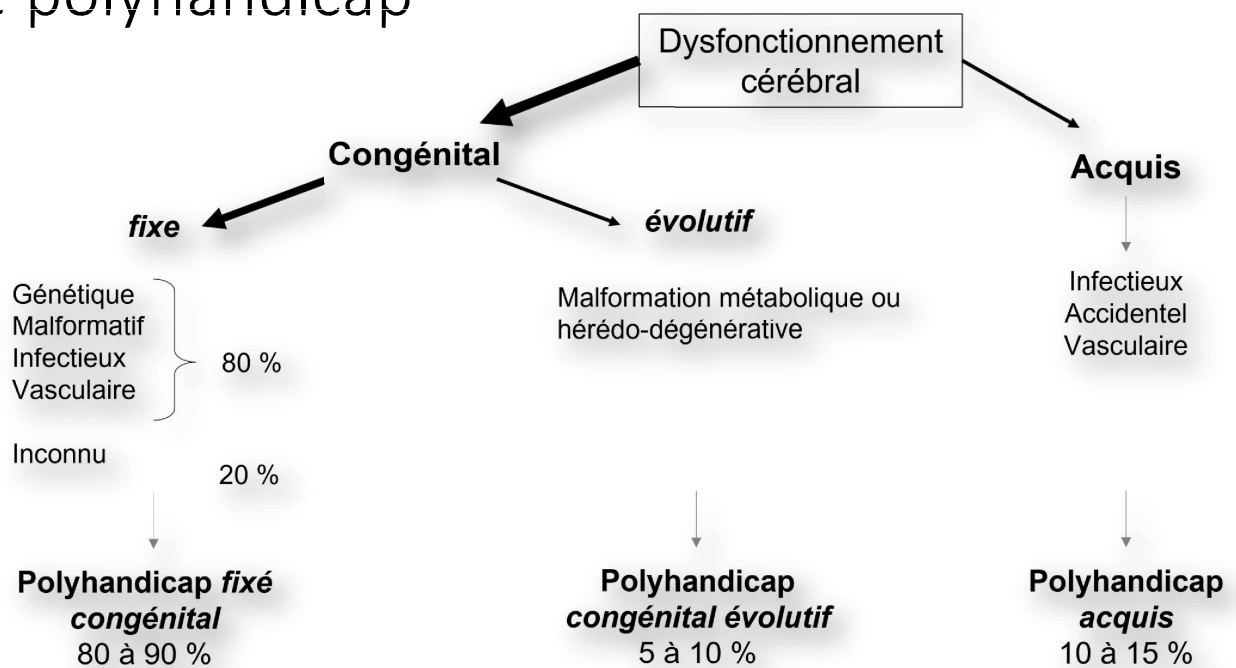 polyhandicap
Dysfonctionnement
cérébral
Congénital
Acquis
fixe
évolutif
Génétique
Malformatif
Infectieux
Vasculaire
80 %
Malformation métabolique ou
hérédo-dégénérative
Infectieux
Accidentel
Vasculaire
Inconnu
20 %
Polyhandicap fixé
congénital
80 à 90 %
Polyhandicap
congénital évolutif
5 à 10 %
Polyhandicap
acquis
10 à 15 %